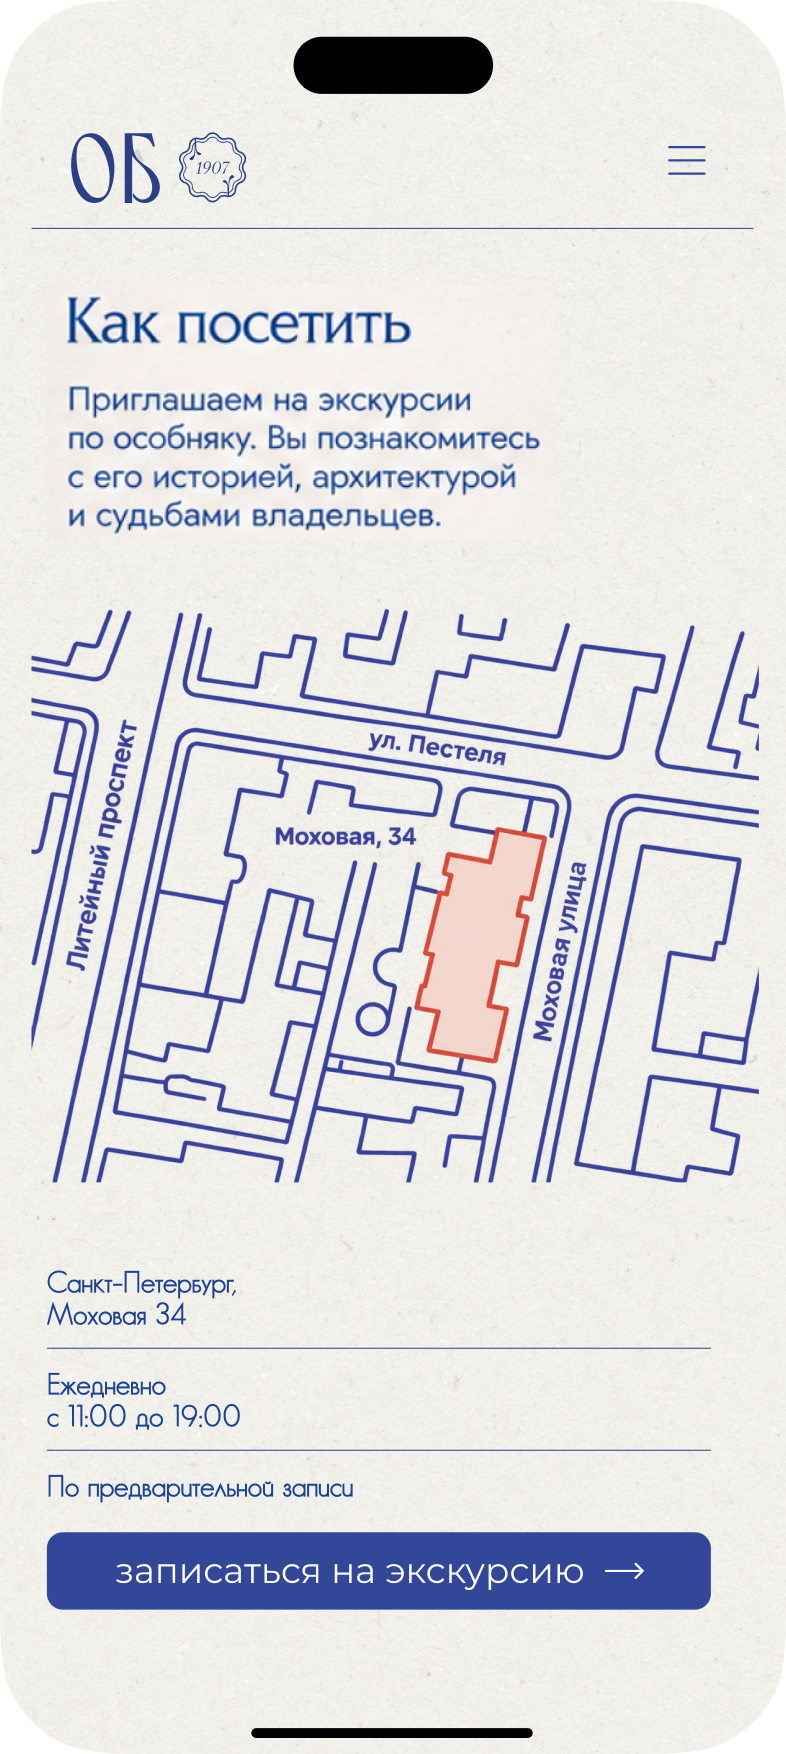 ОБ
1907
Как посетить
Приглашаем на экскурсии
по особняку. Вы познакомитесь
с его историей, архитектурой
и судьбами владельцев.
ул. Пестеля
Литейный проспект
Моховая, 34
Моховая улица
Санкт-Петербург,
Моховая 34
Ежедневно
с 11:00 до 19:00
По предварительной записи
записаться на экскурсию →